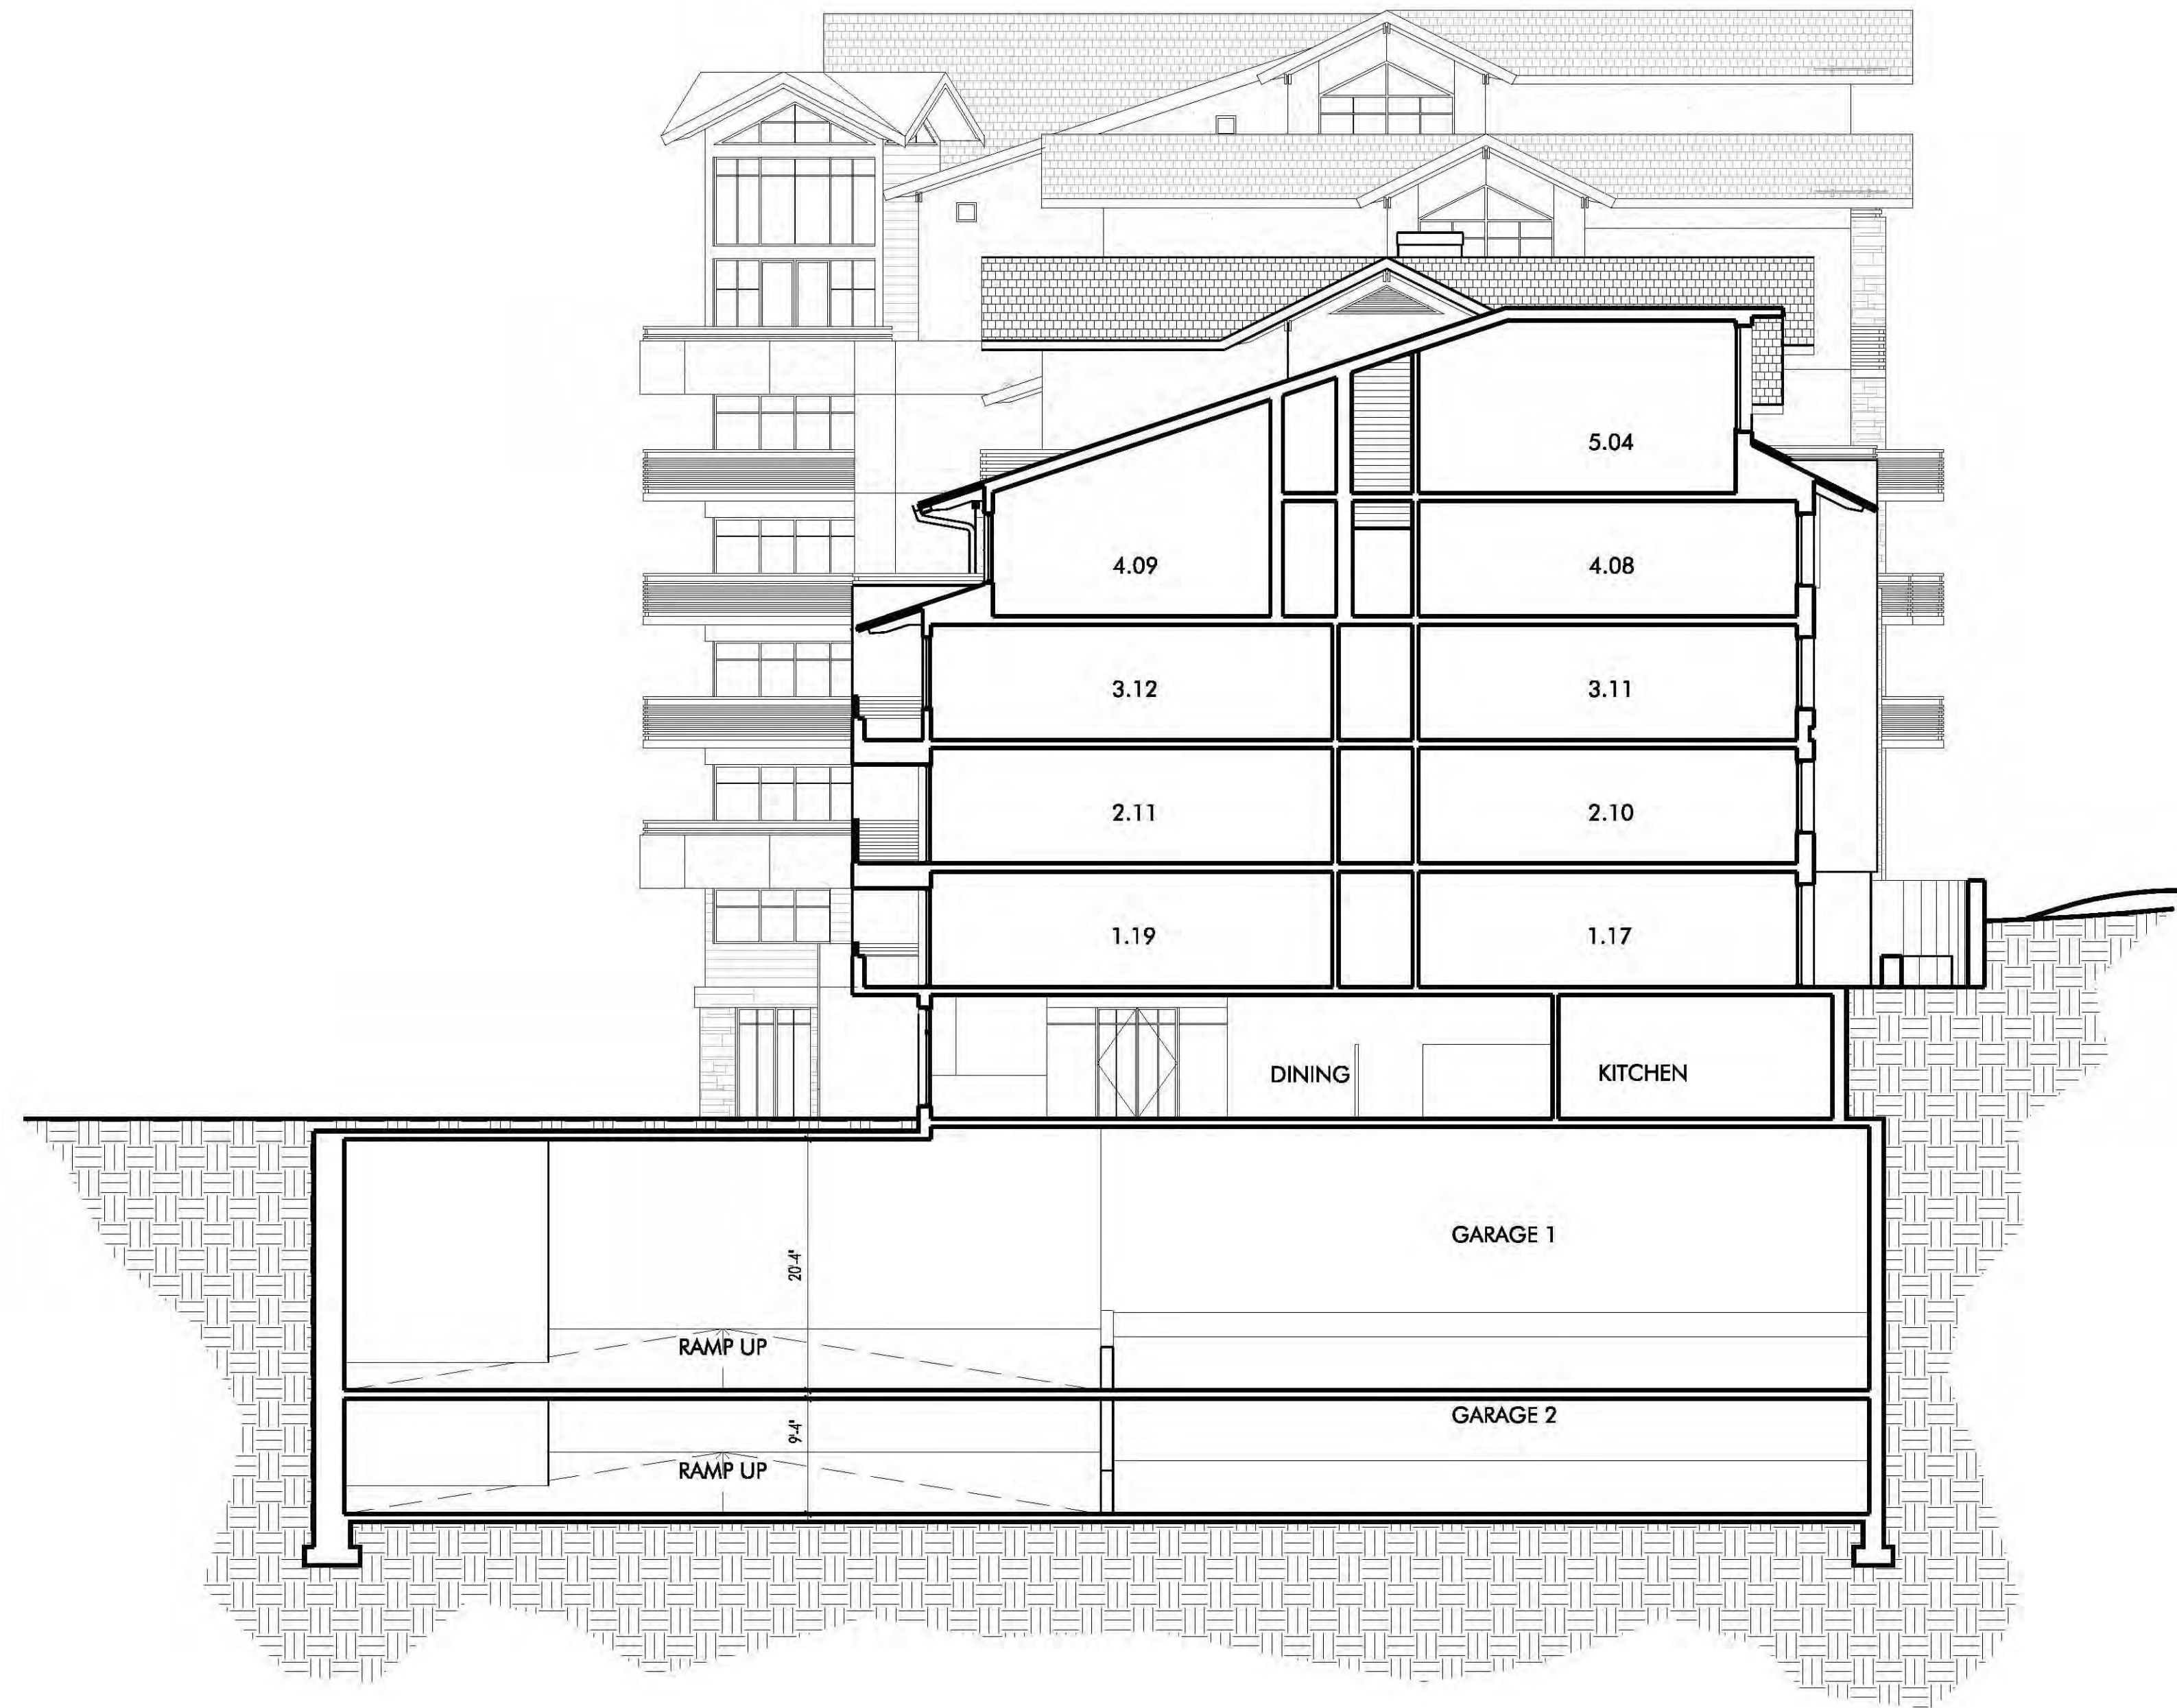 5.04
4.09
4.08
3.12
3.11
2.11
2.10
1.19
1.17
DINING
KITCHEN
GARAGE 1
20'-4"
RAMP UP
GARAGE 2
9'-4"
RAMP UP